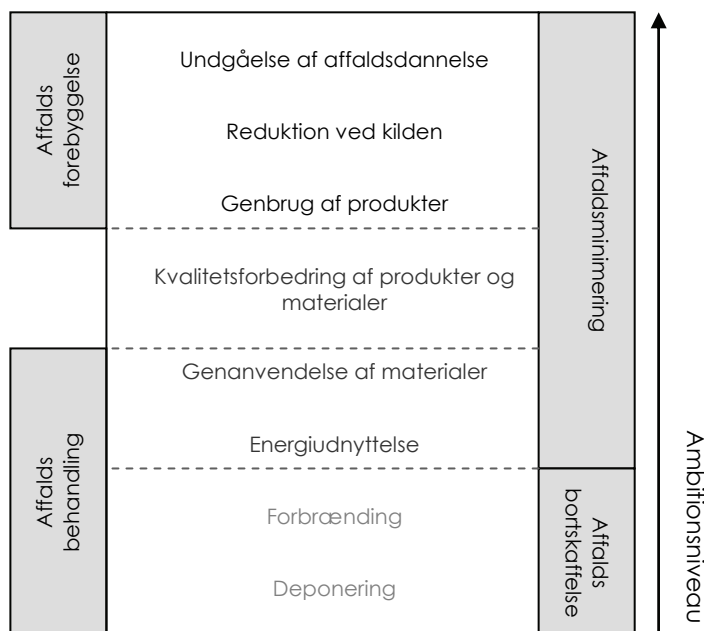 Affalds
forebyggelse
Undgåelse af affaldsdannelse
Reduktion ved kilden
Genbrug af produkter
Kvalitetsforbedring af produkter og
materialer
Affaldsminimering
Affalds
behandling
Genanvendelse af materialer
Energiudnyttelse
Forbrænding
Deponering
Affalds
bortskaffelse
Ambitionsniveau